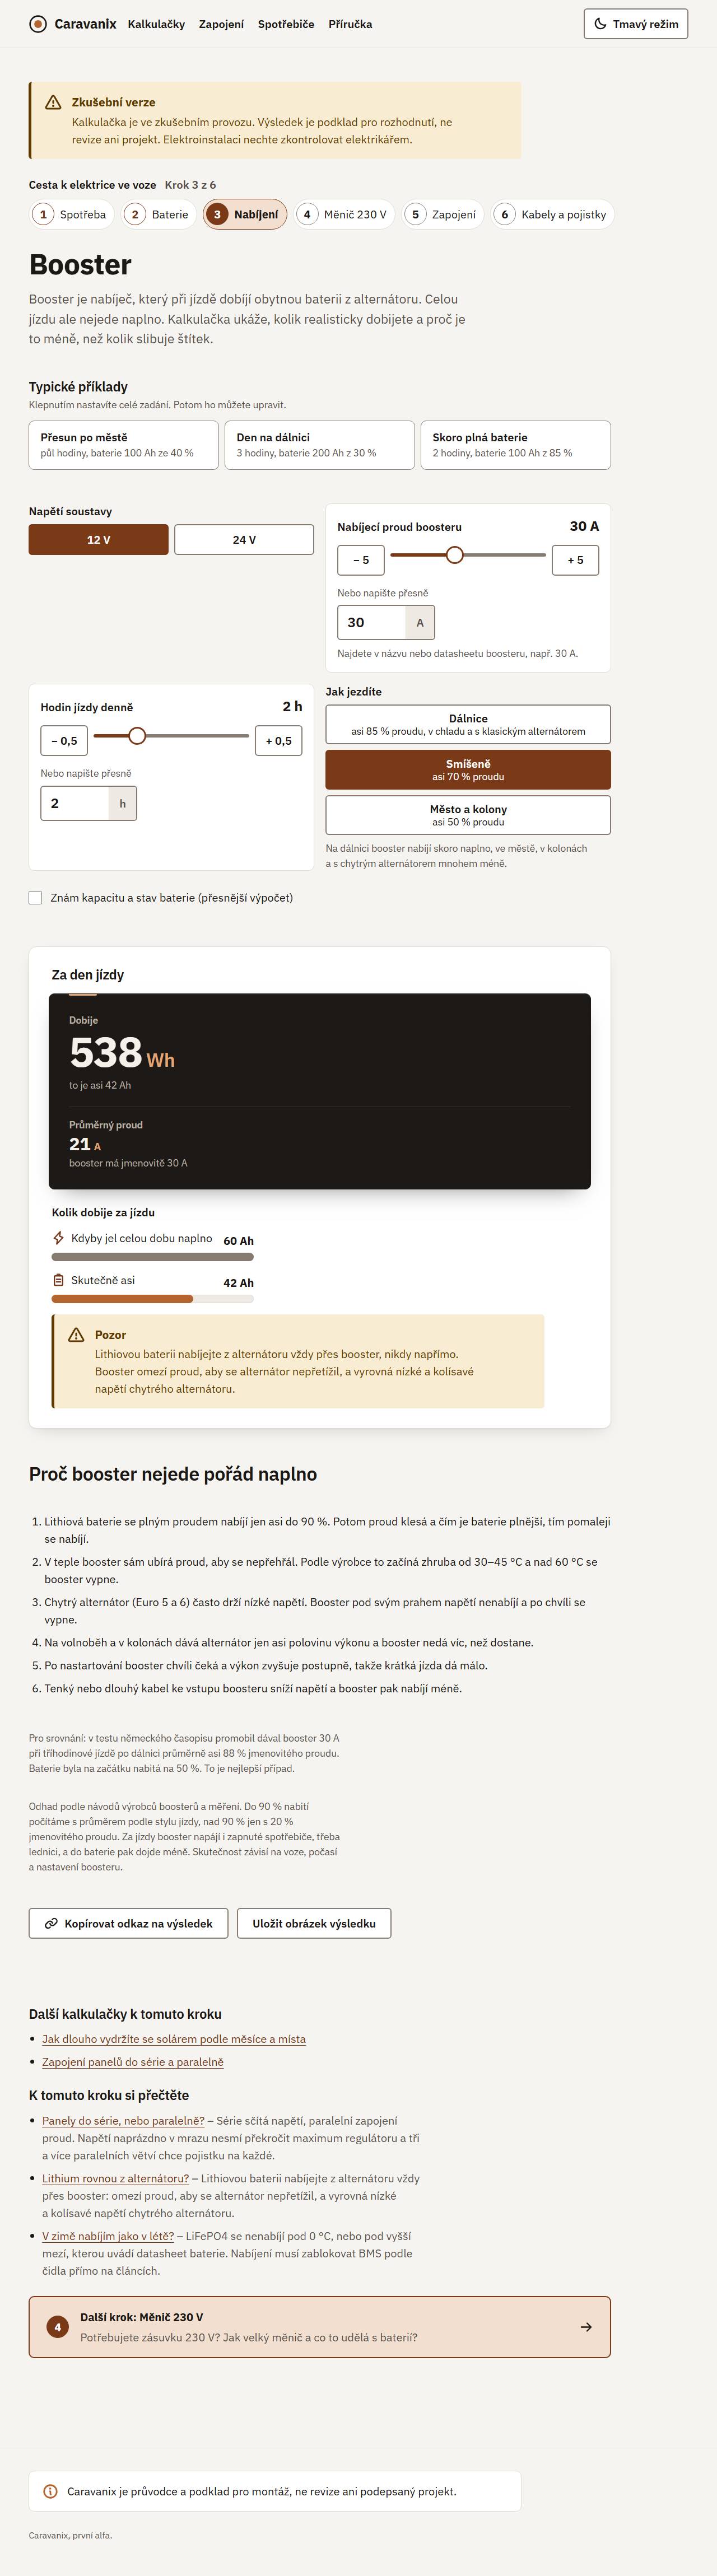 Caravanix
Kalkulačky
Zapojení
Spotřebiče
Příručka
Tmavý režim
Zkušební verze
Kalkulačka je ve zkušebním provozu. Výsledek je podklad pro rozhodnutí, ne
revize ani projekt. Elektroinstalaci nechte zkontrolovat elektrikářem.
Cesta k elektrice ve voze Krok 3 z 6
1 Spotřeba
2 Baterie
3 Nabíjení
4 Měnič 230 V
5 Zapojení
6 Kabely a pojistky
Booster
Booster je nabíječ, který při jízdě dobíjí obytnou baterii z alternátoru. Celou
jízdu ale nejede naplno. Kalkulačka ukáže, kolik realisticky dobijete a proč je
to méně, než kolik slibuje štítek.
Typické příklady
Klepnutím nastavíte celé zadání. Potom ho můžete upravit.
Přesun po městě
půl hodiny, baterie 100 Ah ze 40 %
Den na dálnici
3 hodiny, baterie 200 Ah z 30 %
Skoro plná baterie
2 hodiny, baterie 100 Ah z 85 %
Napětí soustavy
12 V
24 V
Nabíjecí proud boosteru 30 A
− 5
+ 5
Nebo napište přesně
30 A
Najdete v názvu nebo datasheetu boosteru, např. 30 A.
Hodin jízdy denně 2 h
− 0,5
+ 0,5
Nebo napište přesně
2 h
Jak jezdíte
Dálnice
asi 85 % proudu, v chladu a s klasickým alternátorem
Smíšeně
asi 70 % proudu
Město a kolony
asi 50 % proudu
Na dálnici booster nabíjí skoro naplno, ve městě, v kolonách
a s chytrým alternátorem mnohem méně.
Znám kapacitu a stav baterie (přesnější výpočet)
Za den jízdy
Dobije
538 Wh
to je asi 42 Ah
Průměrný proud
21 A
booster má jmenovitě 30 A
Kolik dobije za jízdu
Kdyby jel celou dobu naplno 60 Ah
Skutečně asi 42 Ah
Pozor
Lithiovou baterii nabíjejte z alternátoru vždy přes booster, nikdy napřímo.
Booster omezí proud, aby se alternátor nepřetížil, a vyrovná nízké a kolísavé
napětí chytrého alternátoru.
Proč booster nejede pořád naplno
1. Lithiová baterie se plným proudem nabíjí jen asi do 90 %. Potom proud klesá a čím je baterie plnější, tím pomaleji
se nabíjí.
2. V teple booster sám ubírá proud, aby se nepřehřál. Podle výrobce to začíná zhruba od 30–45 °C a nad 60 °C se
booster vypne.
3. Chytrý alternátor (Euro 5 a 6) často drží nízké napětí. Booster pod svým prahem napětí nenabíjí a po chvíli se
vypne.
4. Na volnoběh a v kolonách dává alternátor jen asi polovinu výkonu a booster nedá víc, než dostane.
5. Po nastartování booster chvíli čeká a výkon zvyšuje postupně, takže krátká jízda dá málo.
6. Tenký nebo dlouhý kabel ke vstupu boosteru sníží napětí a booster pak nabíjí méně.
Pro srovnání: v testu německého časopisu promobil dával booster 30 A
při tříhodinové jízdě po dálnici průměrně asi 88 % jmenovitého proudu.
Baterie byla na začátku nabitá na 50 %. To je nejlepší případ.
Odhad podle návodů výrobců boosterů a měření. Do 90 % nabití
počítáme s průměrem podle stylu jízdy, nad 90 % jen s 20 %
jmenovitého proudu. Za jízdy booster napájí i zapnuté spotřebiče, třeba
lednici, a do baterie pak dojde méně. Skutečnost závisí na voze, počasí
a nastavení boosteru.
Kopírovat odkaz na výsledek
Uložit obrázek výsledku
Další kalkulačky k tomuto kroku
Jak dlouho vydržíte se solárem podle měsíce a místa
Zapojení panelů do série a paralelně
K tomuto kroku si přečtěte
Panely do série, nebo paralelně? – Série sčítá napětí, paralelní zapojení
proud. Napětí naprázdno v mrazu nesmí překročit maximum regulátoru a tři
a více paralelních větví chce pojistku na každé.
Lithium rovnou z alternátoru? – Lithiovou baterii nabíjejte z alternátoru vždy
přes booster: omezí proud, aby se alternátor nepřetížil, a vyrovná nízké
a kolísavé napětí chytrého alternátoru.
V zimě nabíjím jako v létě? – LiFePO4 se nenabíjí pod 0 °C, nebo pod vyšší
mezí, kterou uvádí datasheet baterie. Nabíjení musí zablokovat BMS podle
čidla přímo na článcích.
4
Další krok: Měnič 230 V
Potřebujete zásuvku 230 V? Jak velký měnič a co to udělá s baterií?
Caravanix je průvodce a podklad pro montáž, ne revize ani podepsaný projekt.
Caravanix, první alfa.